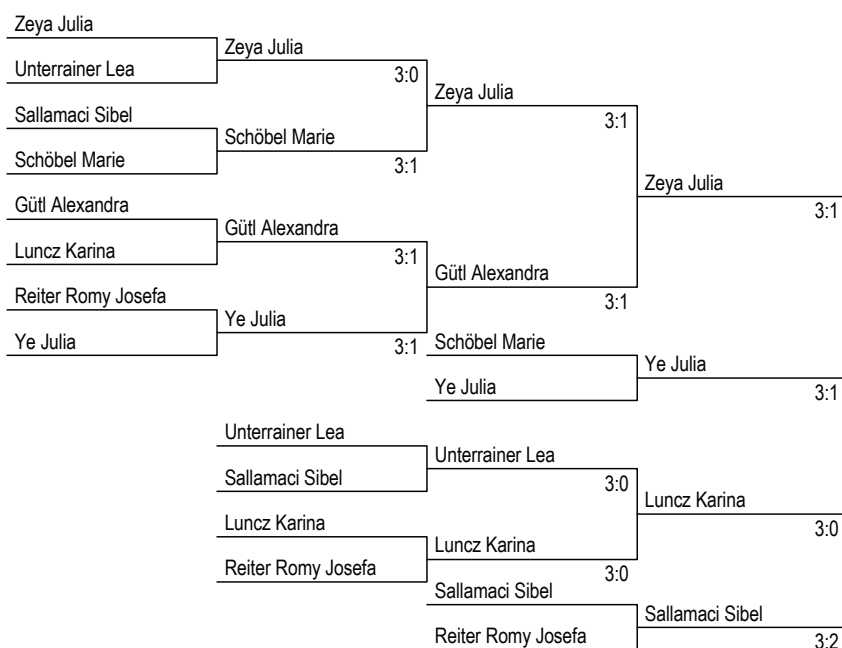 Zeya Julia
Zeya Julia
Unterrainer Lea
3:0
Zeya Julia
Sallamaci Sibel
3:1
Schöbel Marie
Schöbel Marie
3:1
Zeya Julia
Gütl Alexandra
3:1
Gütl Alexandra
Luncz Karina
3:1
Gütl Alexandra
Reiter Romy Josefa
3:1
Ye Julia
Ye Julia
3:1
Schöbel Marie
Ye Julia
Ye Julia
3:1
Unterrainer Lea
Unterrainer Lea
Sallamaci Sibel
3:0
Luncz Karina
Luncz Karina
3:0
Luncz Karina
Reiter Romy Josefa
3:0
Sallamaci Sibel
Sallamaci Sibel
Reiter Romy Josefa
3:2